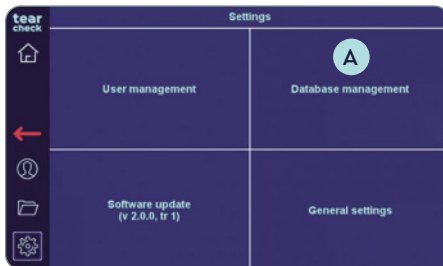 tear
check
Settings
A
User management
Database management
Software update
(v 2.0.0, tr 1)
General settings